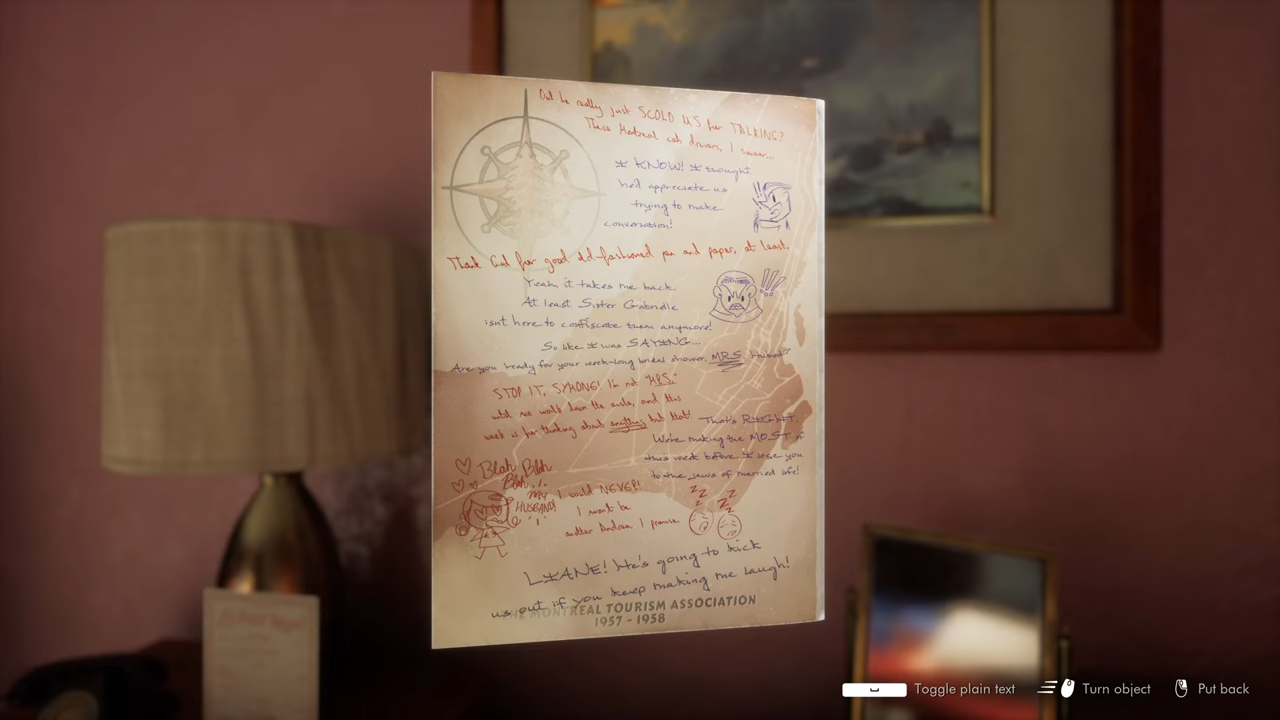 Did he really just SCOLD US for TALKING?
These Montreal cab drivers, I swear...
I KNOW! I thought
he'd appreciate us
trying to make
conversation!
Thank God for good old-fashioned pen and paper, at least.
Yeah, it takes me back.
At least Sister Gabrielle
isn't here to confiscate them anymore!
So like I was SAYING...
Are you ready for your week-long bridal shower, MRS. Hubert?
STOP IT, SIMONE! I'm not "MRS."
until we walk down the aisle, and this
week is for thinking about anything but that!
That's RIGHT.
We're making the MOST of
this week before I lose you
to the jaws of married life!
Blah Blah
Blah
My
HUSBAND!
I would NEVER!
I won't be
another Andrea. I promise.
ZZZ
ZZZ
LIANE! He's going to kick
us out if you keep making me laugh!
THE MONTREAL TOURISM ASSOCIATION
1957 - 1958
Toggle plain text
Turn object
Put back